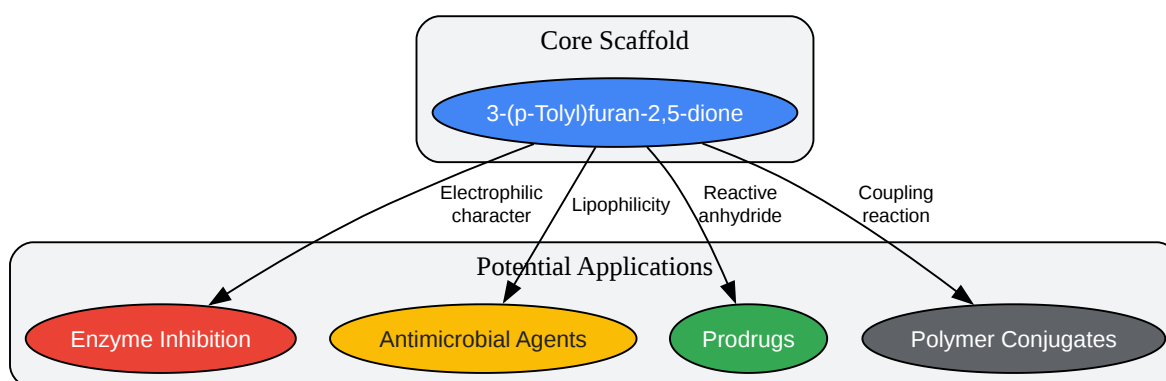 Core Scaffold
3-(p-Tolyl)furan-2,5-dione
Electrophilic
character
Lipophilicity
Reactive
anhydride
Coupling
reaction
Potential Applications
Enzyme Inhibition
Antimicrobial Agents
Prodrugs
Polymer Conjugates